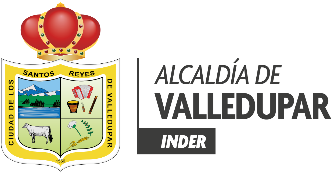 CIUDAD DE LOS
SANTOS REYES
DE VALLEDUPAR
ALCALDÍA DE
VALLEDUPAR
INDER